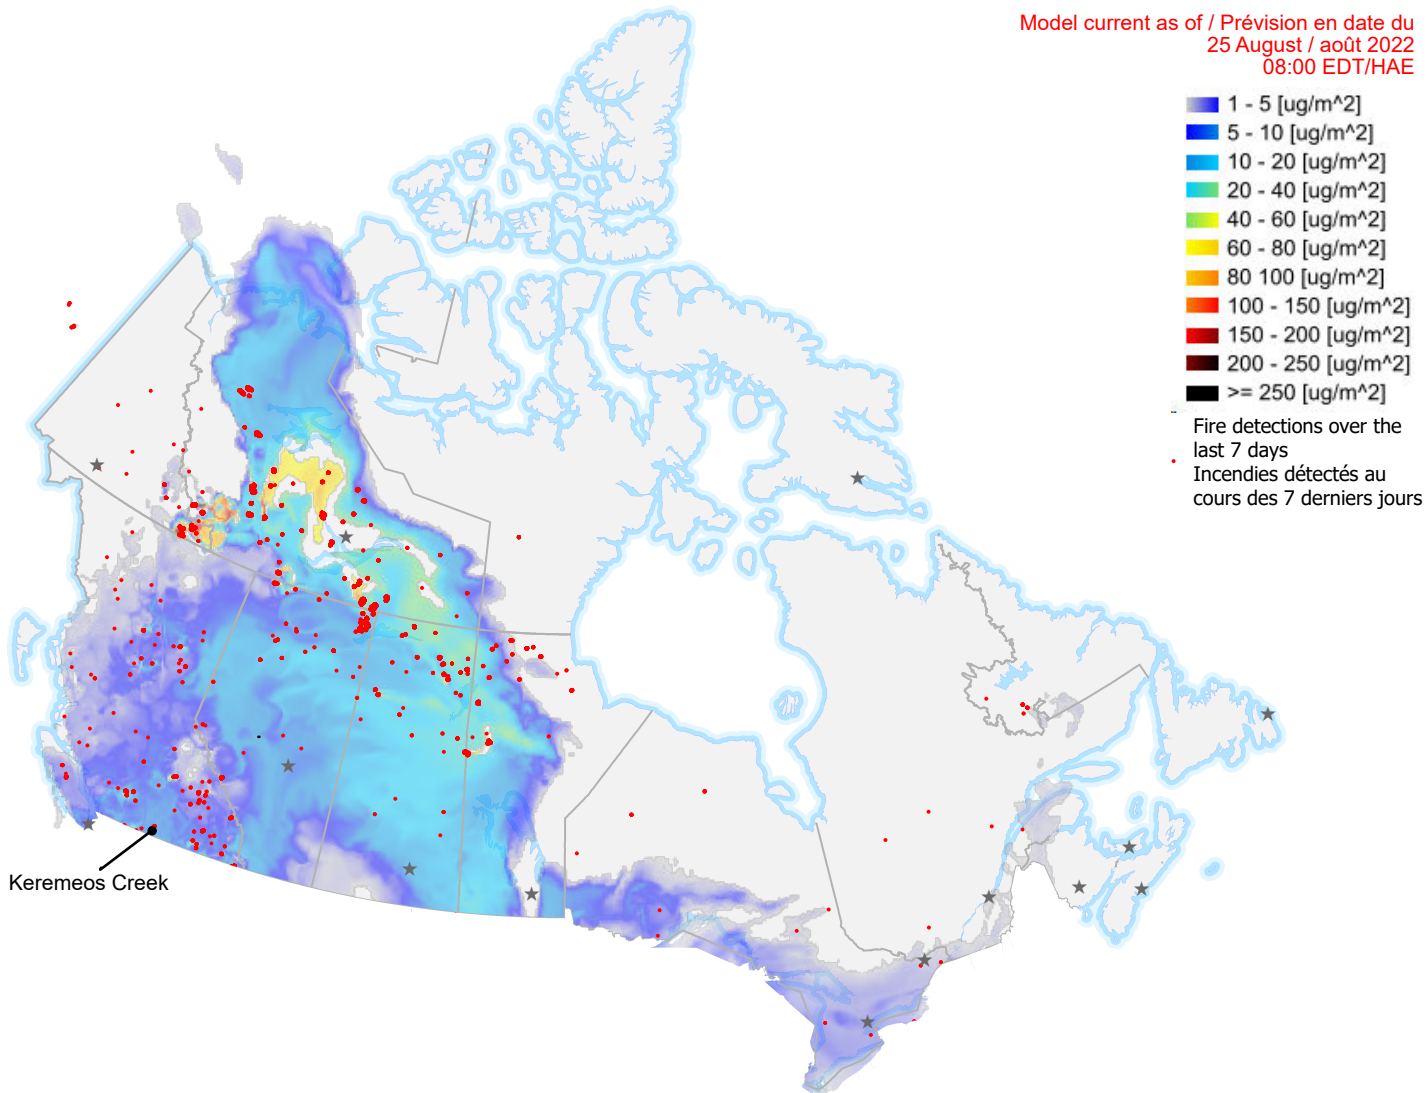 Model current as of / Prévision en date du
25 August / août 2022
08:00 EDT/HAE
1 - 5 [ug/m^2]
5 - 10 [ug/m^2]
10 - 20 [ug/m^2]
20 - 40 [ug/m^2]
40 - 60 [ug/m^2]
60 - 80 [ug/m^2]
80 100 [ug/m^2]
100 - 150 [ug/m^2]
150 - 200 [ug/m^2]
200 - 250 [ug/m^2]
>= 250 [ug/m^2]
Fire detections over the
last 7 days
Incendies détectés au
cours des 7 derniers jours
Keremeos Creek